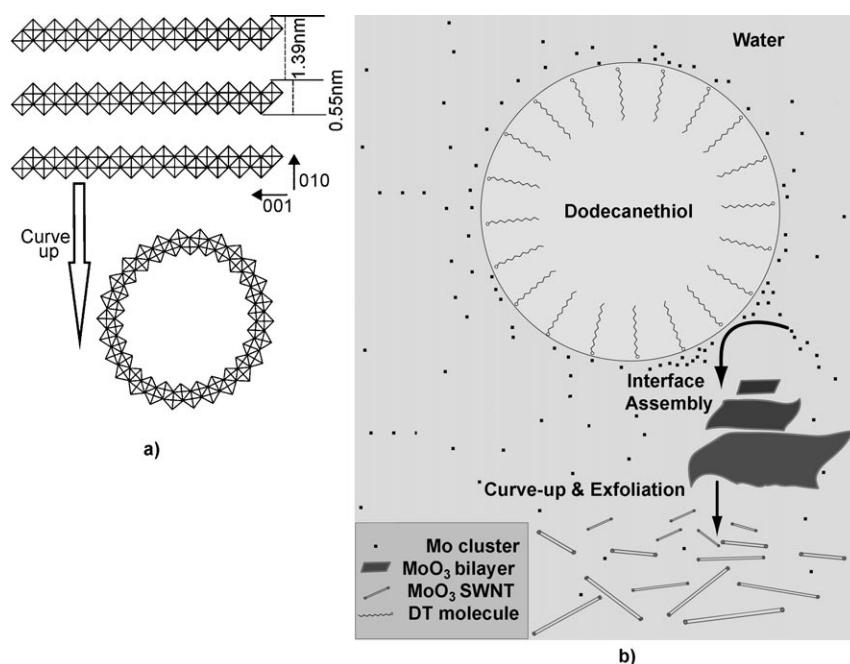 1.39nm
0.55nm
010
001
Curve
up
a)
Water
Dodecanethiol
Interface
Assembly
Curve-up & Exfoliation
Mo cluster
MoO₃ bilayer
MoO₃ SWNT
DT molecule
b)